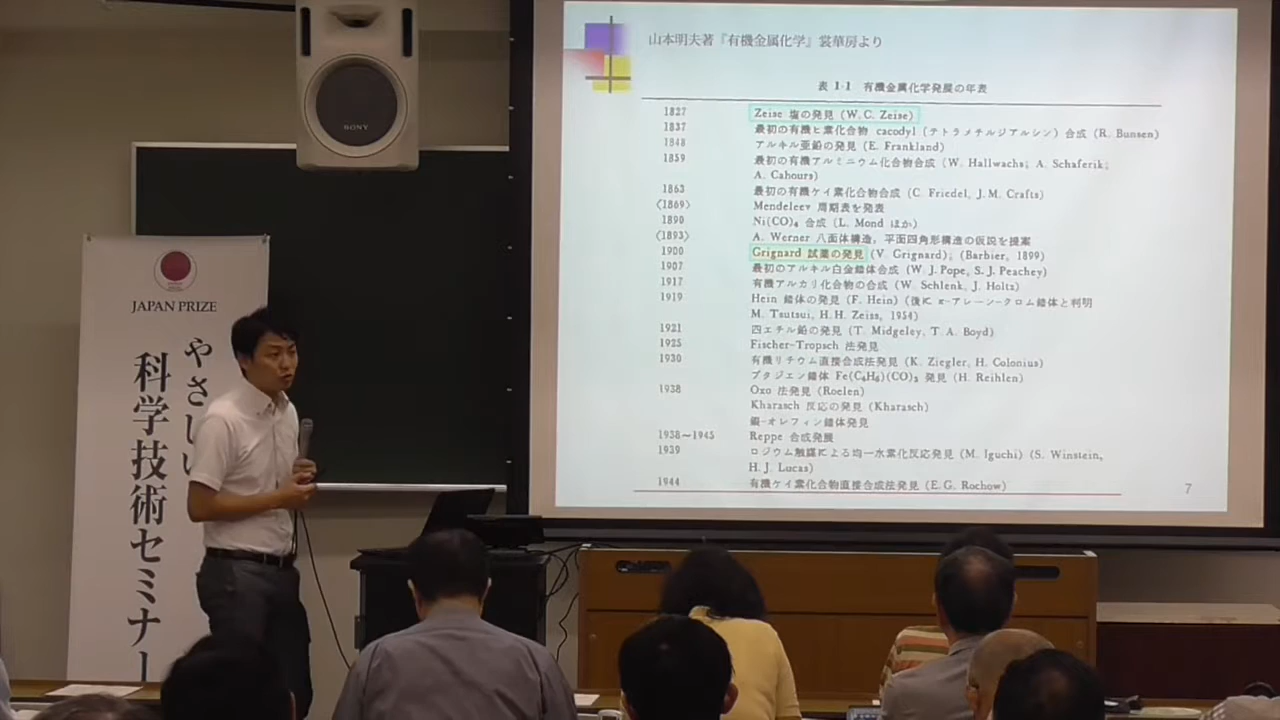 SONY
JAPAN PRIZE
やさしい
科学技術セミナー
山本明夫著『有機金属化学』裳華房より
表 1・1 有機金属化学発展の年表
1827 Zeise 塩の発見 (W. C. Zeise)
1837 最初の有機ヒ素化合物 cacodyl (テトラメチルジアルシン) 合成 (R. Bunsen)
1848 アルキル亜鉛の発見 (E. Frankland)
1859 最初の有機アルミニウム化合物合成 (W. Hallwachs; A. Schaferik;
A. Cahours)
1863 最初の有機ケイ素化合物合成 (C. Friedel, J. M. Crafts)
〈1869〉 Mendeleev 周期表を発表
1890 Ni(CO)₄ 合成 (L. Mond ほか)
〈1893〉 A. Werner 八面体構造, 平面四角形構造の仮説を提案
1900 Grignard 試薬の発見 (V. Grignard); (Barbier, 1899)
1907 最初のアルキル白金錯体合成 (W. J. Pope, S. J. Peachey)
1917 有機アルカリ化合物の合成 (W. Schlenk, J. Holtz)
1919 Hein 錯体の発見 (F. Hein) (後に π-アレーン-クロム錯体と判明
M. Tsutsui, H. H. Zeiss, 1954)
1921 四エチル鉛の発見 (T. Midgeley, T. A. Boyd)
1925 Fischer-Tropsch 法発見
1930 有機リチウム直接合成法発見 (K. Ziegler, H. Colonius)
ブタジエン錯体 Fe(C₄H₆)(CO)₃ 発見 (H. Reihlen)
1938 Oxo 法発見 (Roelen)
Kharasch 反応の発見 (Kharasch)
銀-オレフィン錯体発見
1938～1945 Reppe 合成発展
1939 ロジウム触媒による均一水素化反応発見 (M. Iguchi) (S. Winstein,
H. J. Lucas)
1944 有機ケイ素化合物直接合成法発見 (E. G. Rochow)
7